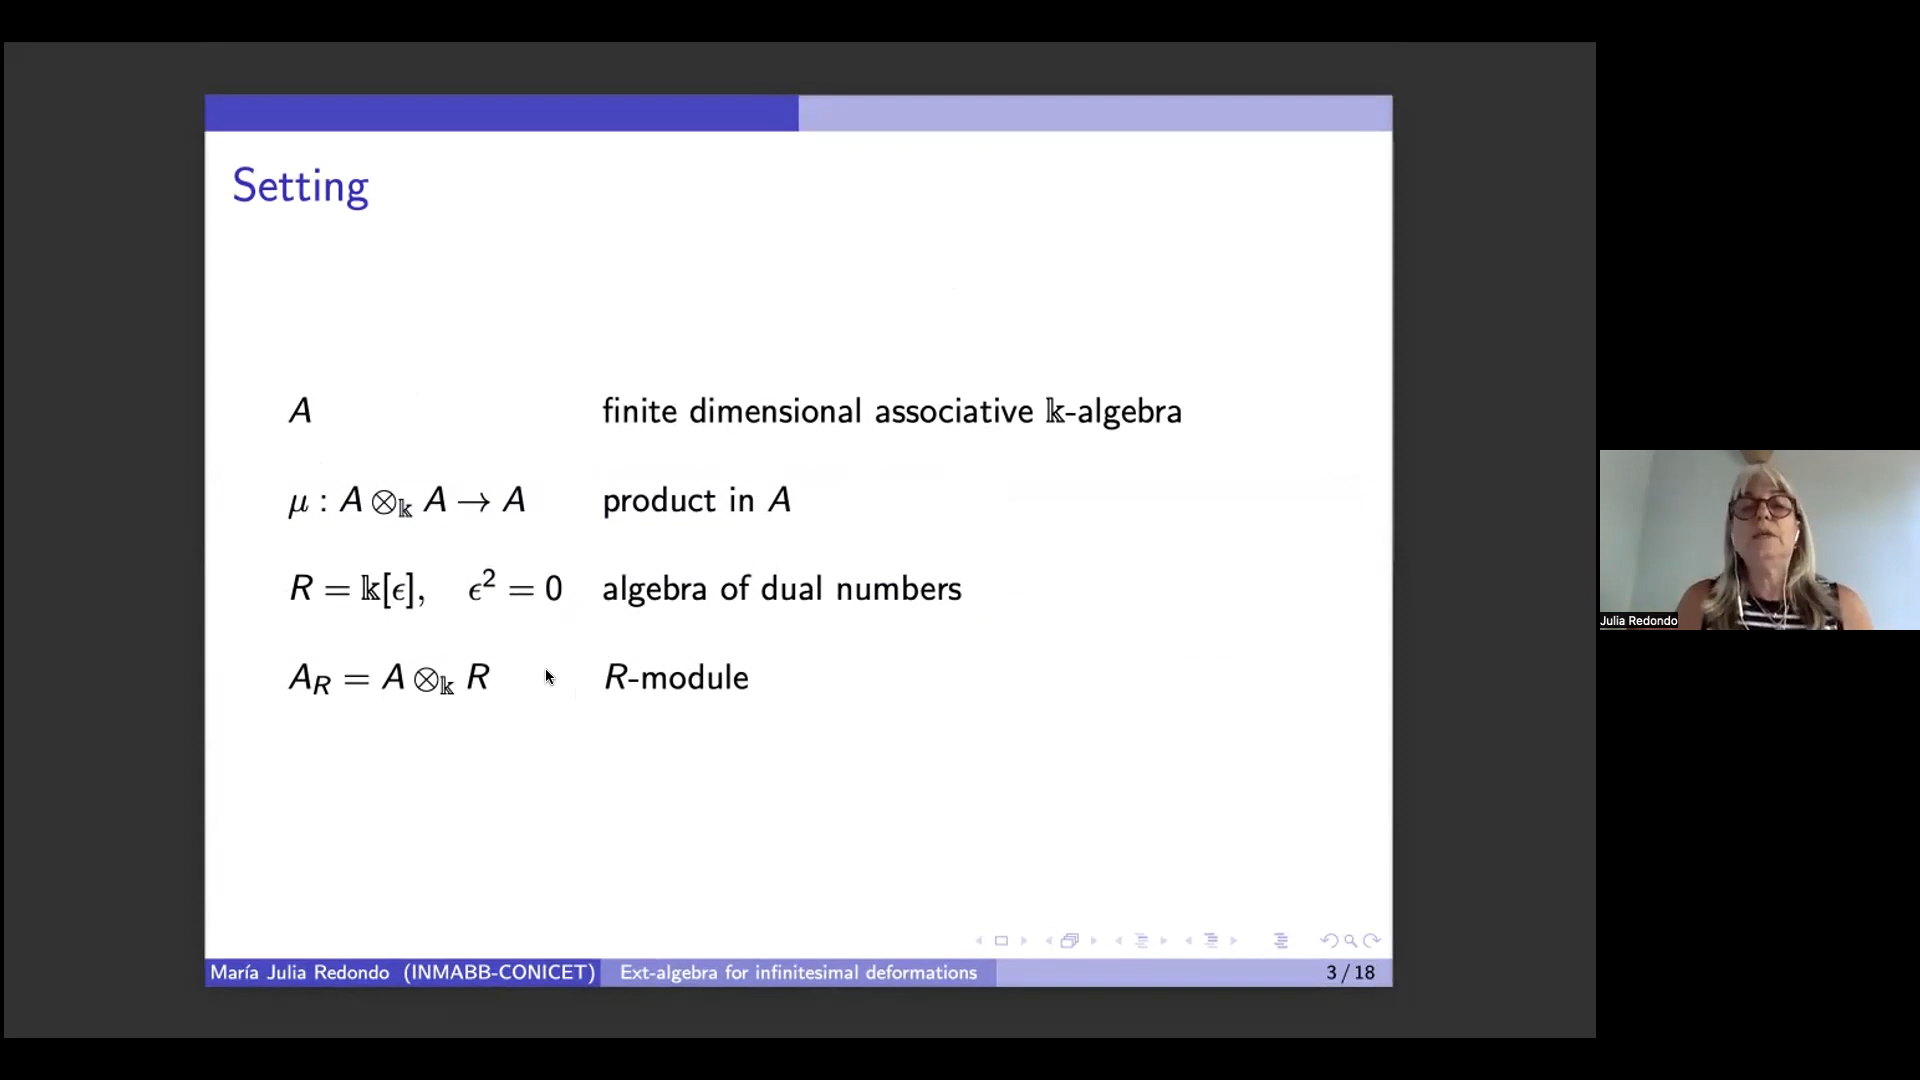 Setting
A finite dimensional associative 𝕜-algebra
μ : A ⊗𝕜 A → A product in A
R = 𝕜[ϵ], ϵ² = 0 algebra of dual numbers
A_R = A ⊗𝕜 R R-module
Julia Redondo
María Julia Redondo (INMABB-CONICET) Ext-algebra for infinitesimal deformations 3 / 18